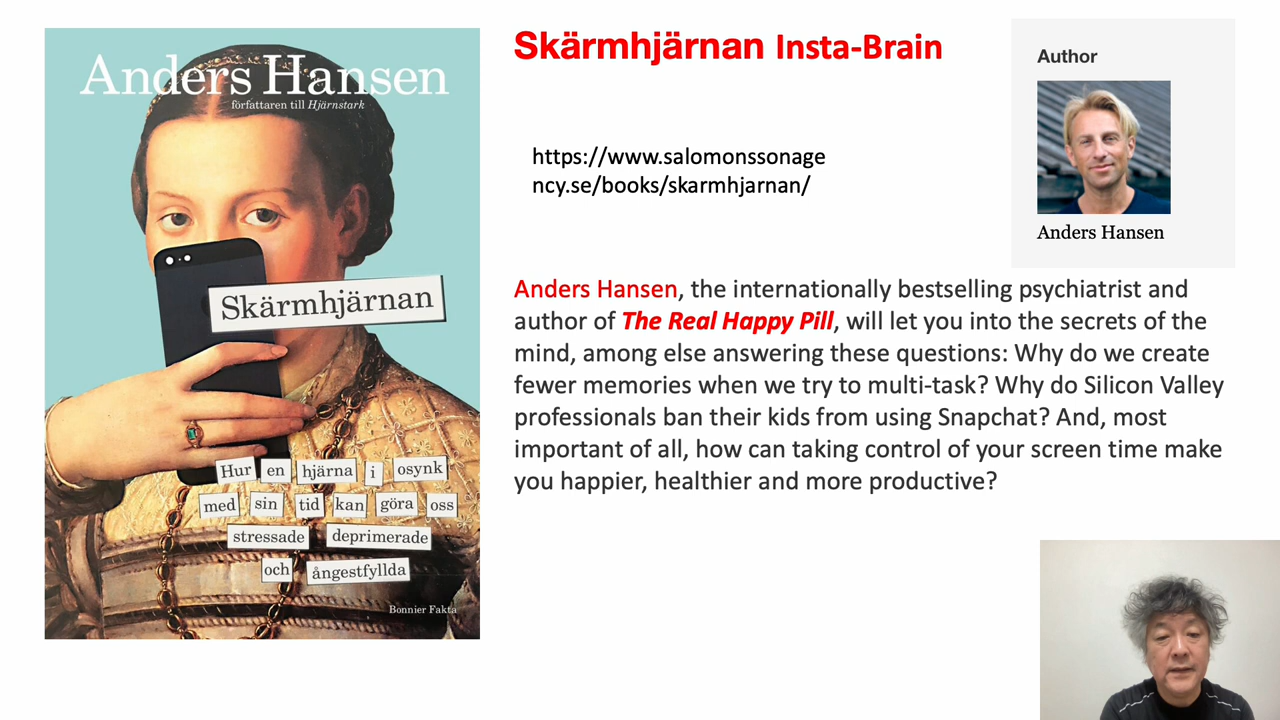 Anders Hansen
författaren till Hjärnstark
Skärmhjärnan
Hur en hjärna i osynk
med sin tid kan göra oss
stressade deprimerade
och ångestfyllda
Bonnier Fakta
Skärmhjärnan Insta-Brain
https://www.salomonssonage
ncy.se/books/skarmhjarnan/
Author
Anders Hansen
Anders Hansen, the internationally bestselling psychiatrist and
author of The Real Happy Pill, will let you into the secrets of the
mind, among else answering these questions: Why do we create
fewer memories when we try to multi-task? Why do Silicon Valley
professionals ban their kids from using Snapchat? And, most
important of all, how can taking control of your screen time make
you happier, healthier and more productive?